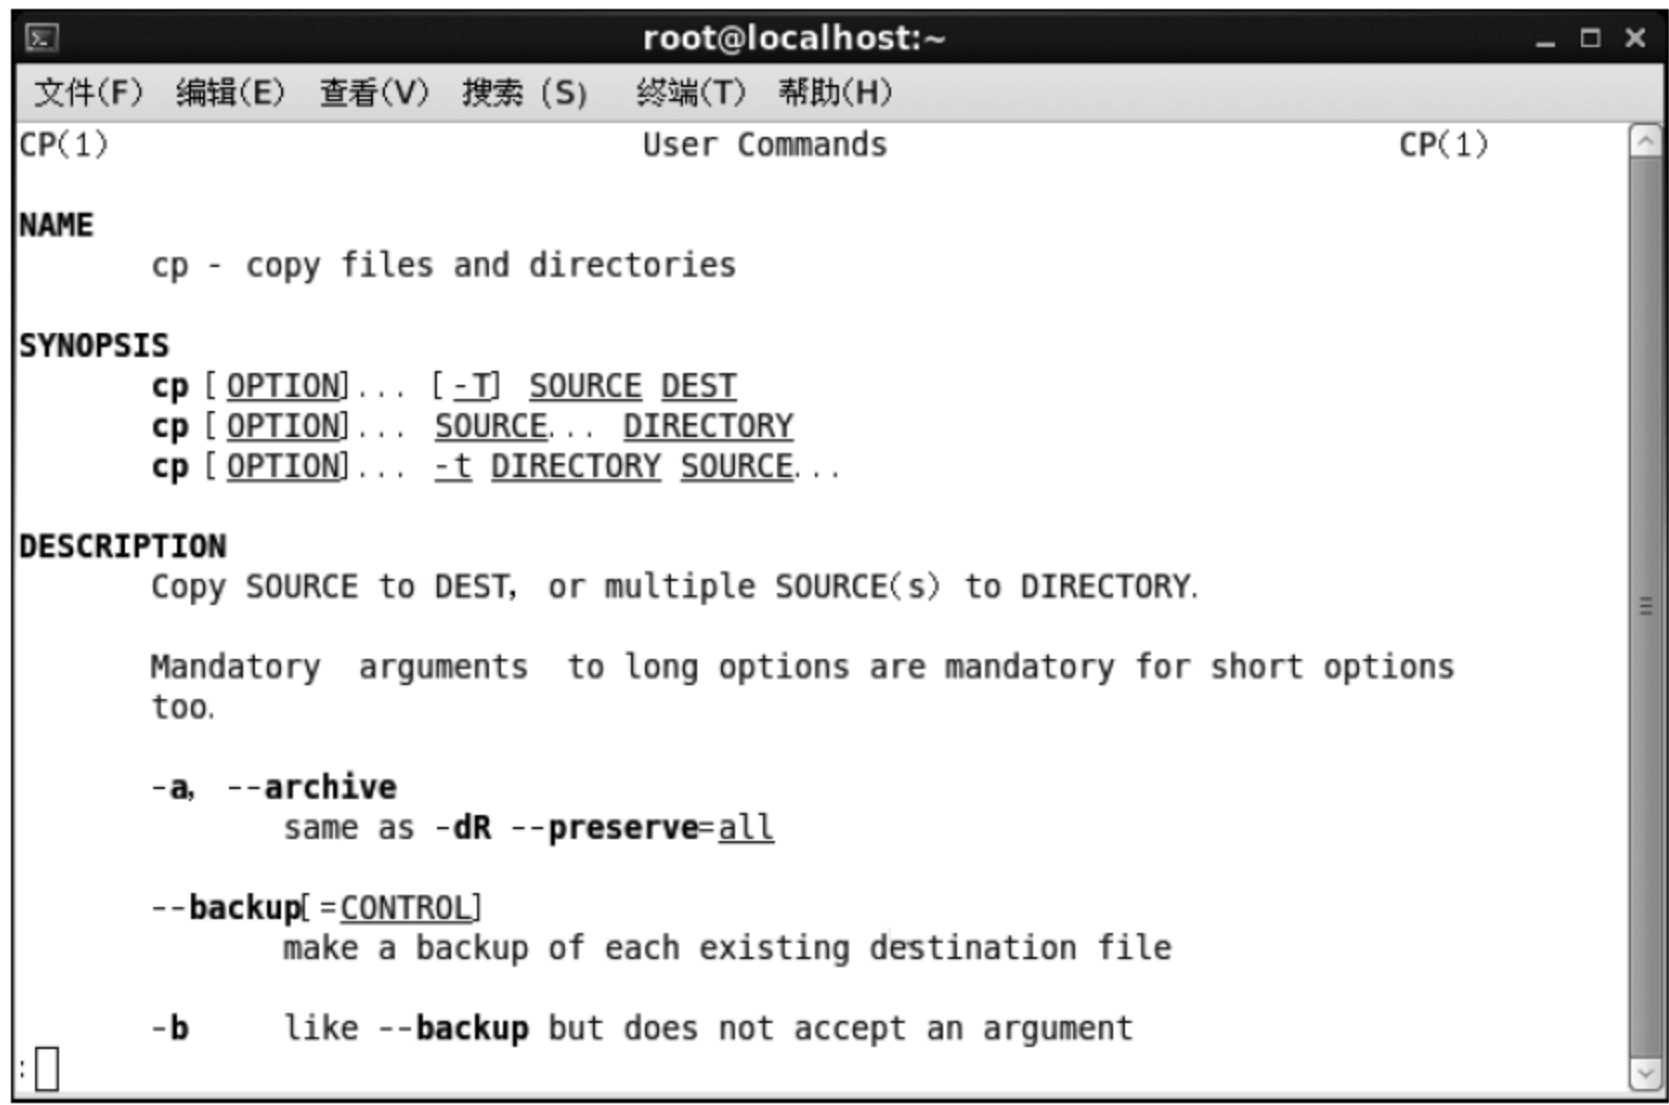 root@localhost:~
文件(F) 编辑(E) 查看(V) 搜索 (S) 终端(T) 帮助(H)
CP(1) User Commands CP(1)
NAME
cp - copy files and directories
SYNOPSIS
cp [OPTION]... [-T] SOURCE DEST
cp [OPTION]... SOURCE... DIRECTORY
cp [OPTION]... -t DIRECTORY SOURCE...
DESCRIPTION
Copy SOURCE to DEST, or multiple SOURCE(s) to DIRECTORY.
Mandatory arguments to long options are mandatory for short options
too.
-a, --archive
same as -dR --preserve=all
--backup[=CONTROL]
make a backup of each existing destination file
-b like --backup but does not accept an argument
: